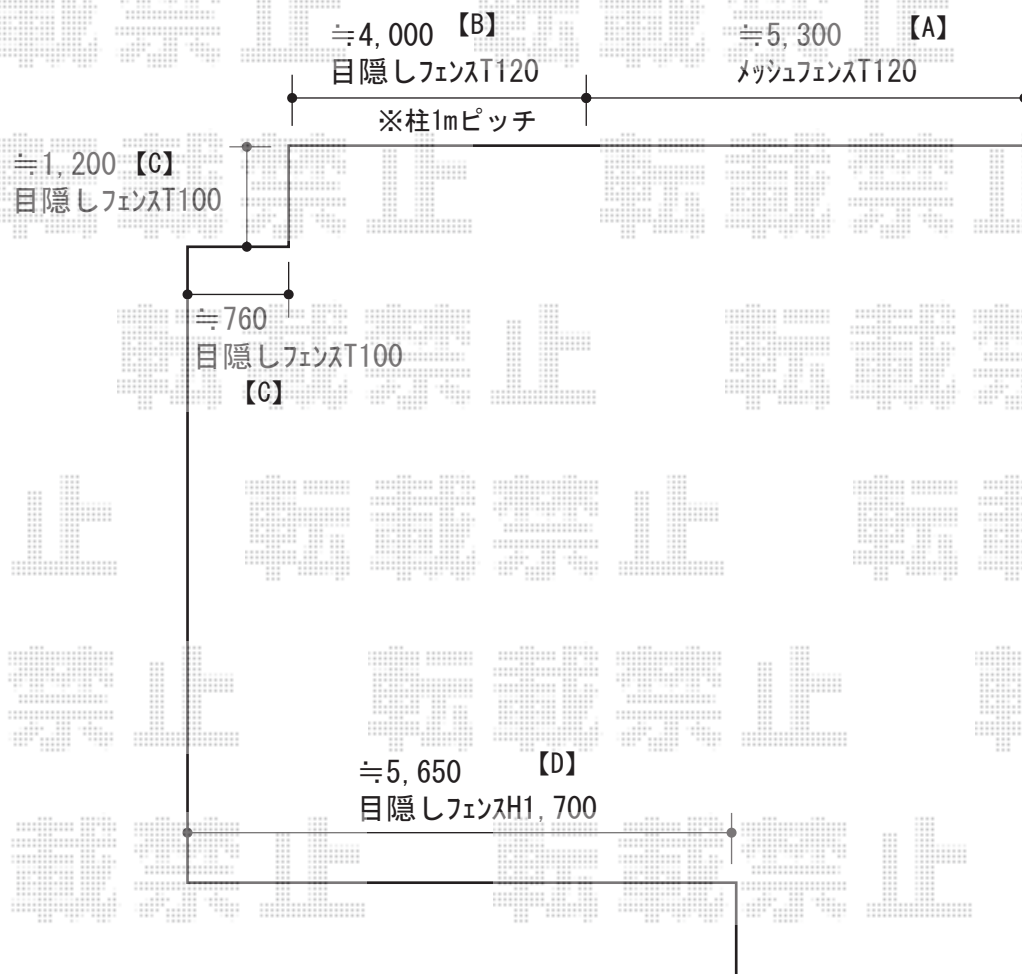 ≒4,000 【B】
目隠しフェンスT120
※柱1mピッチ
≒5,300 【A】
メッシュフェンスT120
≒1,200 【C】
目隠しフェンスT100
≒760
目隠しフェンスT100
【C】
≒5,650 【D】
目隠しフェンスH1,700
転載禁止